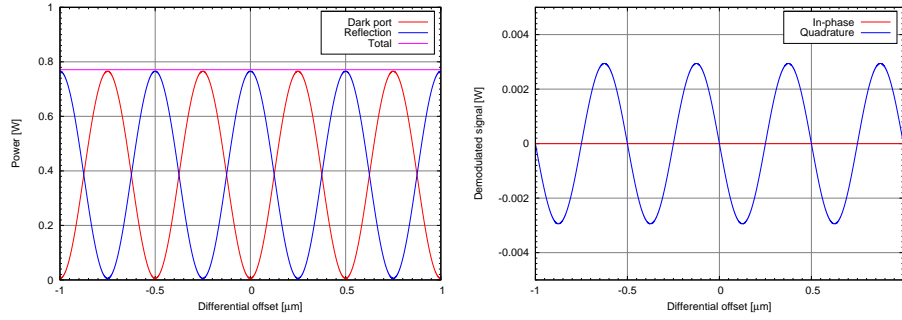 Dark port
Reflection
Total
Power [W]
1
0.8
0.6
0.4
0.2
0
-1
-0.5
0
0.5
1
Differential offset [μm]
In-phase
Quadrature
Demodulated signal [W]
0.004
0.002
0
-0.002
-0.004
-1
-0.5
0
0.5
Differential offset [μm]